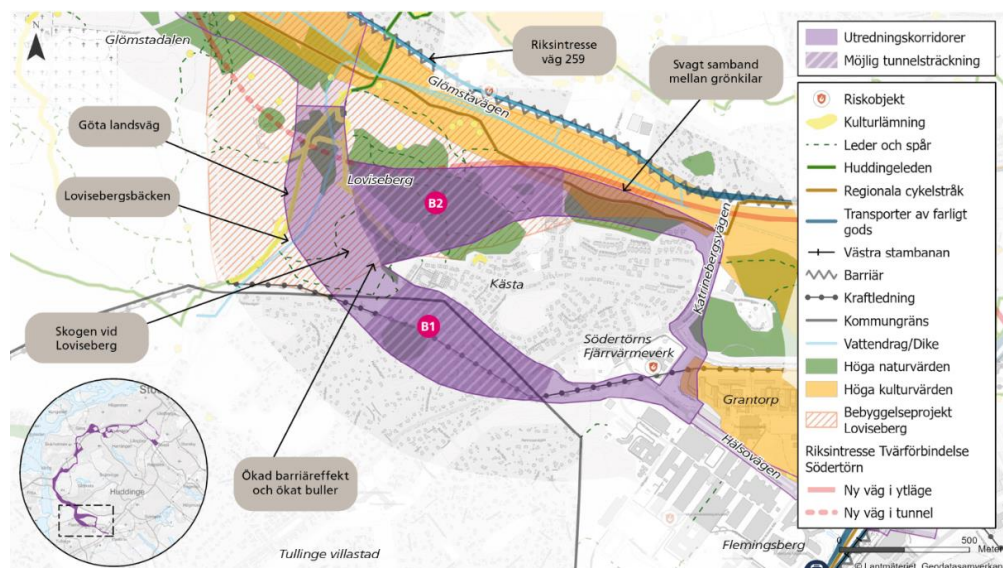 N
Glömstadalen
Riksintresse
väg 259
Svagt samband
mellan grönkilar
Glömstavägen
Göta landsväg
Loviseberg
Lovisebergsbäcken
B2
Katrinebergsvägen
Kästa
Skogen vid
Loviseberg
B1
Södertörns
Fjärrvärmeverk
Grantorp
Hälsovägen
Ökad barriäreffekt
och ökat buller
Huddinge
Tullinge villastad
Flemingsberg
Utredningskorridorer
Möjlig tunnelsträckning
Riskobjekt
Kulturlämning
Leder och spår
Huddingeleden
Regionala cykelstråk
Transporter av farligt
gods
Västra stambanan
Barriär
Kraftledning
Kommungräns
Vattendrag/Dike
Höga naturvärden
Höga kulturvärden
Bebyggelseprojekt
Loviseberg
Riksintresse Tvärförbindelse
Södertörn
Ny väg i ytläge
Ny väg i tunnel
0 500
Meter
© Lantmäteriet, Geodatasamverkan